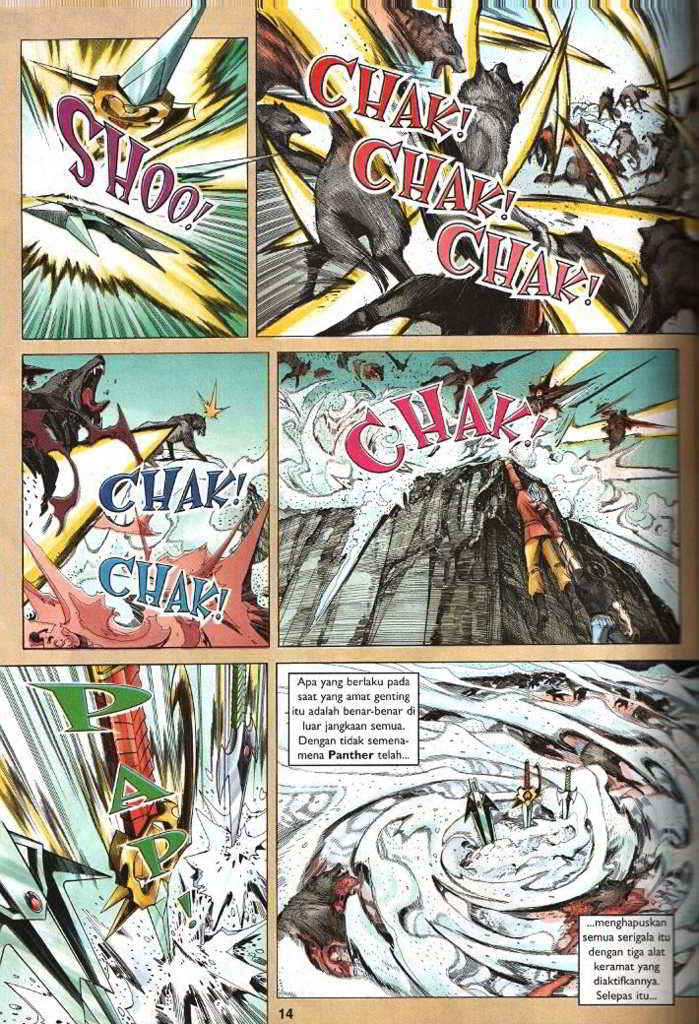 SHOO!
CHAK!
CHAK!
CHAK!
CHAK!
CHAK!
CHAK!
PAP!
Apa yang berlaku pada
saat yang amat genting
itu adalah benar-benar di
luar jangkaan semua.
Dengan tidak semena-
mena Panther telah...
...menghapuskan
semua serigala itu
dengan tiga alat
keramat yang
diaktifkannya.
Selepas itu...
14